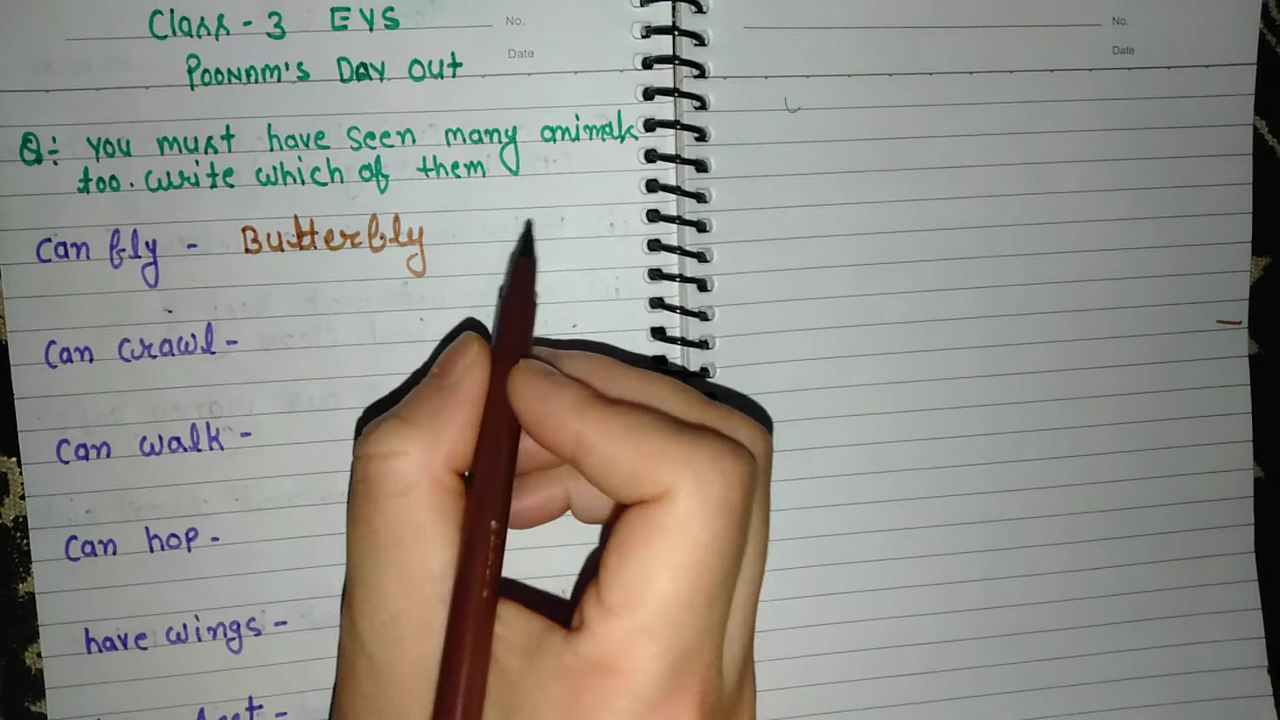 Class - 3 EVS
No.
Date
POONAM'S DAY OUT
Q:- you must have seen many animals
too. write which of them
can fly - Butterfly
can crawl -
can walk -
can hop -
have wings -
No.
Date